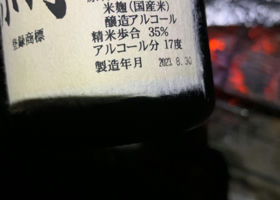 米麹(国産米)
醸造アルコール
精米歩合 35%
アルコール分 17度
製造年月 2021 8.30
登録商標